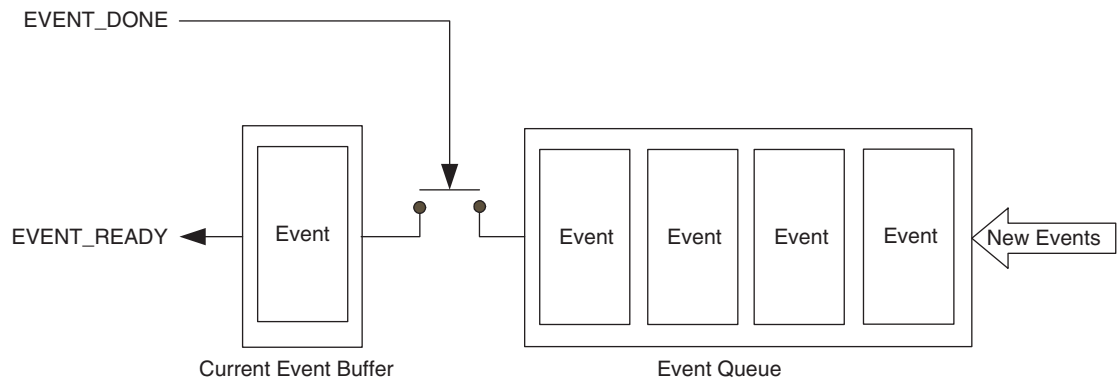 EVENT_DONE
EVENT_READY
Event
Event
Event
Event
Event
New Events
Current Event Buffer
Event Queue